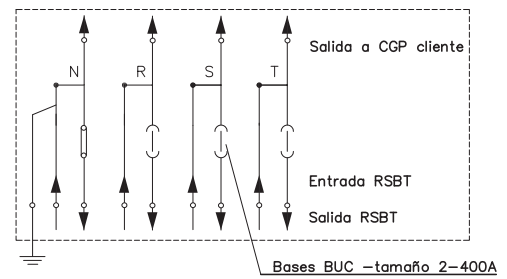 Salida a CGP cliente
N R S T
Entrada RSBT
Salida RSBT
Bases BUC -tamaño 2-400A